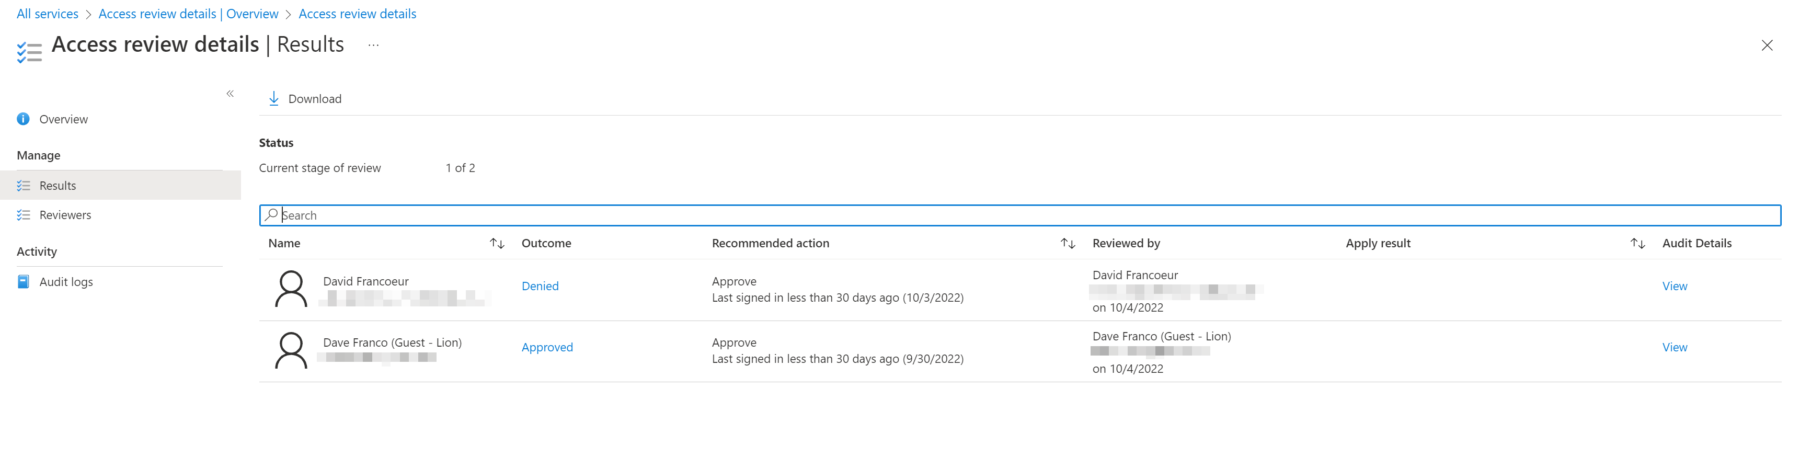 All services > Access review details | Overview > Access review details
Access review details | Results ...
«
Download
Overview
Status
Manage
Current stage of review 1 of 2
Results
Reviewers
Search
Activity
Name ↑↓ Outcome Recommended action ↑↓ Reviewed by Apply result ↑↓ Audit Details
Audit logs
David Francoeur
Denied
Approve
Last signed in less than 30 days ago (10/3/2022)
David Francoeur
on 10/4/2022
View
Dave Franco (Guest - Lion)
Approved
Approve
Last signed in less than 30 days ago (9/30/2022)
Dave Franco (Guest - Lion)
on 10/4/2022
View